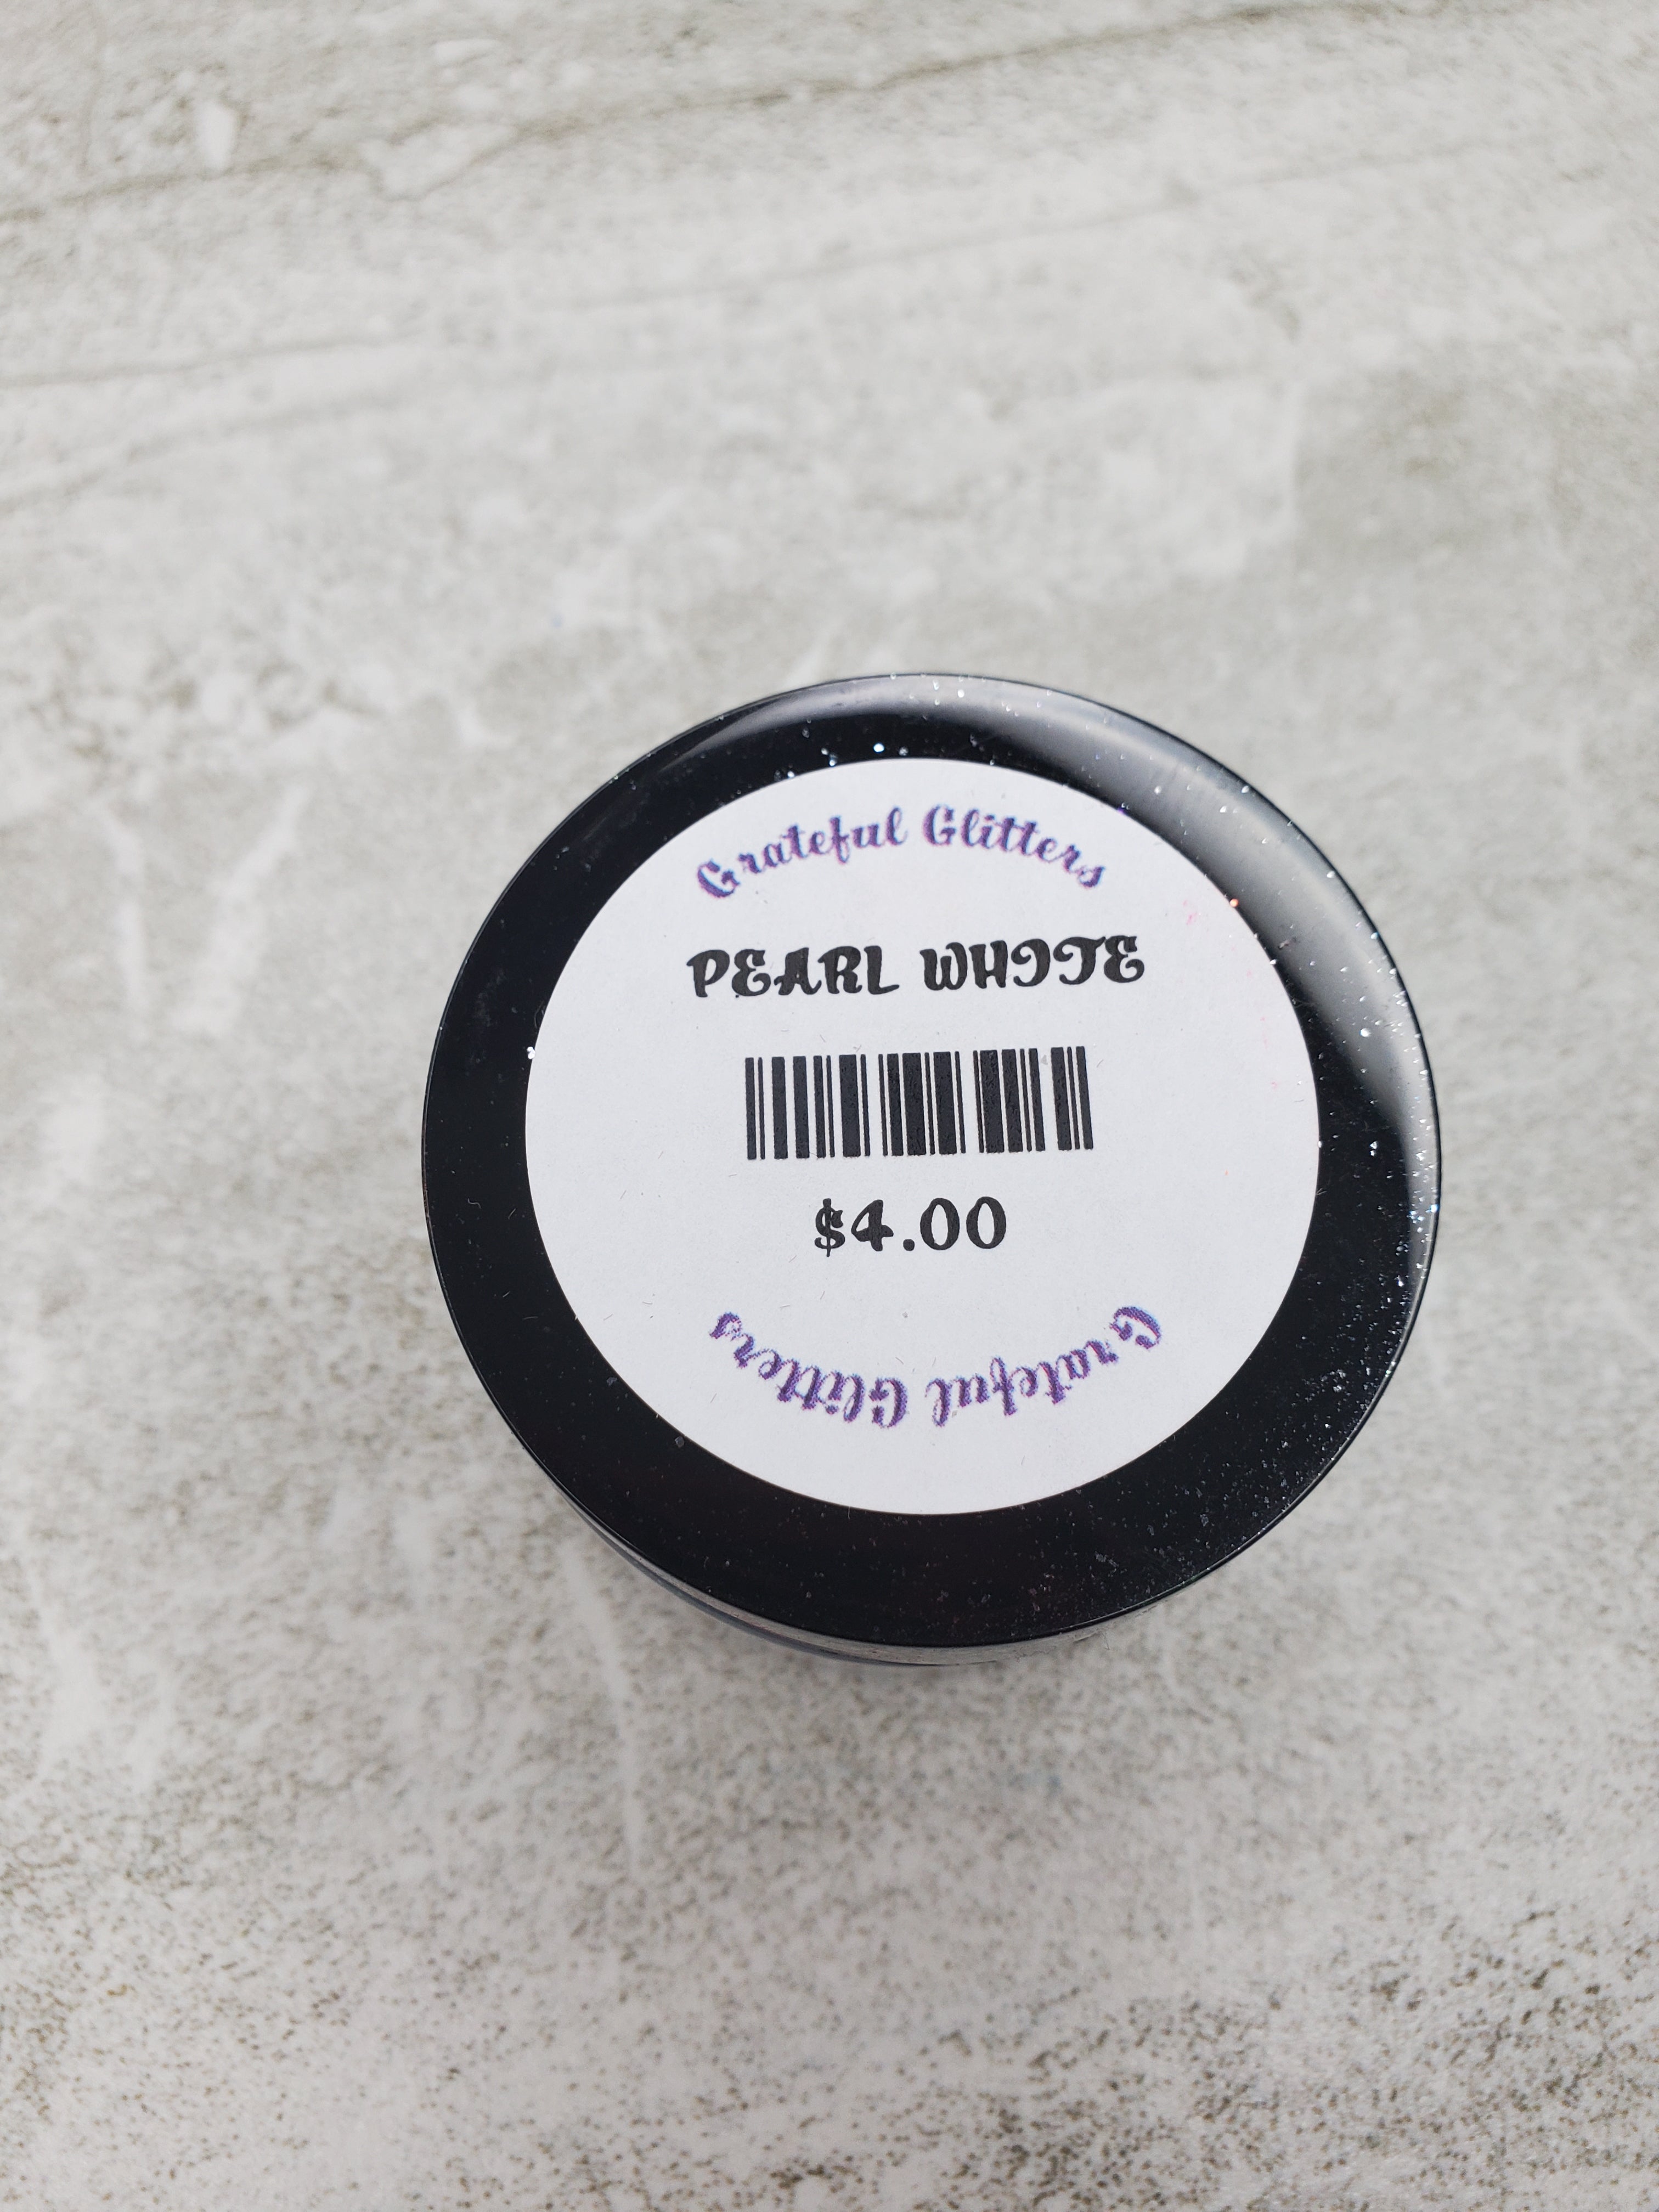 Grateful Glitters
PEARL WHITE
$4.00
Grateful Glitters